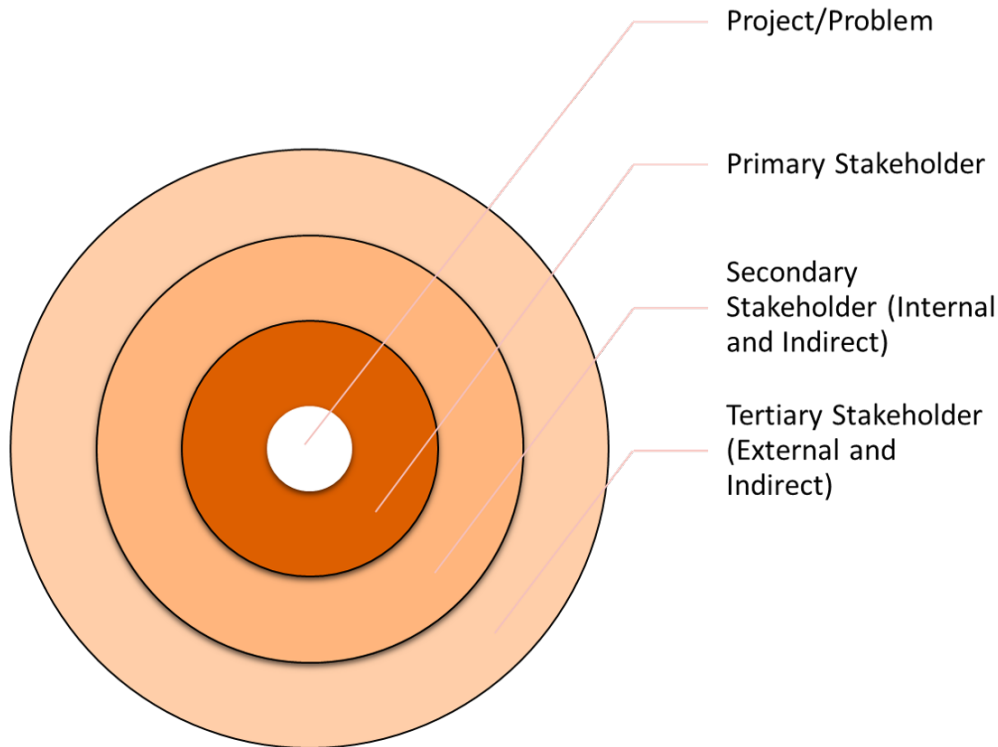 Project/Problem
Primary Stakeholder
Secondary
Stakeholder (Internal
and Indirect)
Tertiary Stakeholder
(External and
Indirect)